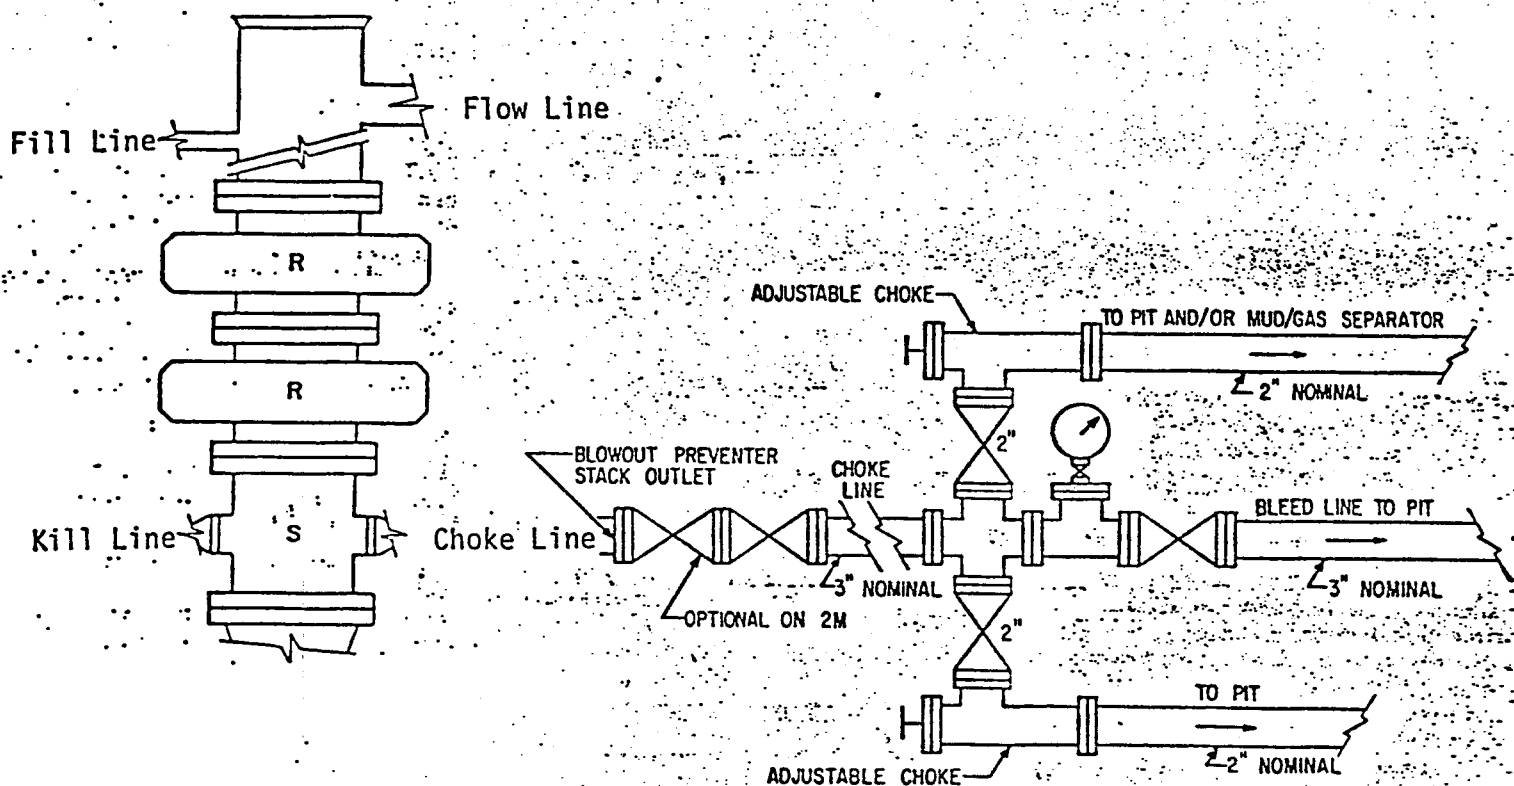 Flow Line
Fill Line
R
R
Kill Line
S
Choke Line
ADJUSTABLE CHOKE
TO PIT AND/OR MUD/GAS SEPARATOR
2" NOMINAL
2"
BLOWOUT PREVENTER
STACK OUTLET
CHOKE
LINE
BLEED LINE TO PIT
3" NOMINAL
3" NOMINAL
OPTIONAL ON 2M
2"
TO PIT
2" NOMINAL
ADJUSTABLE CHOKE